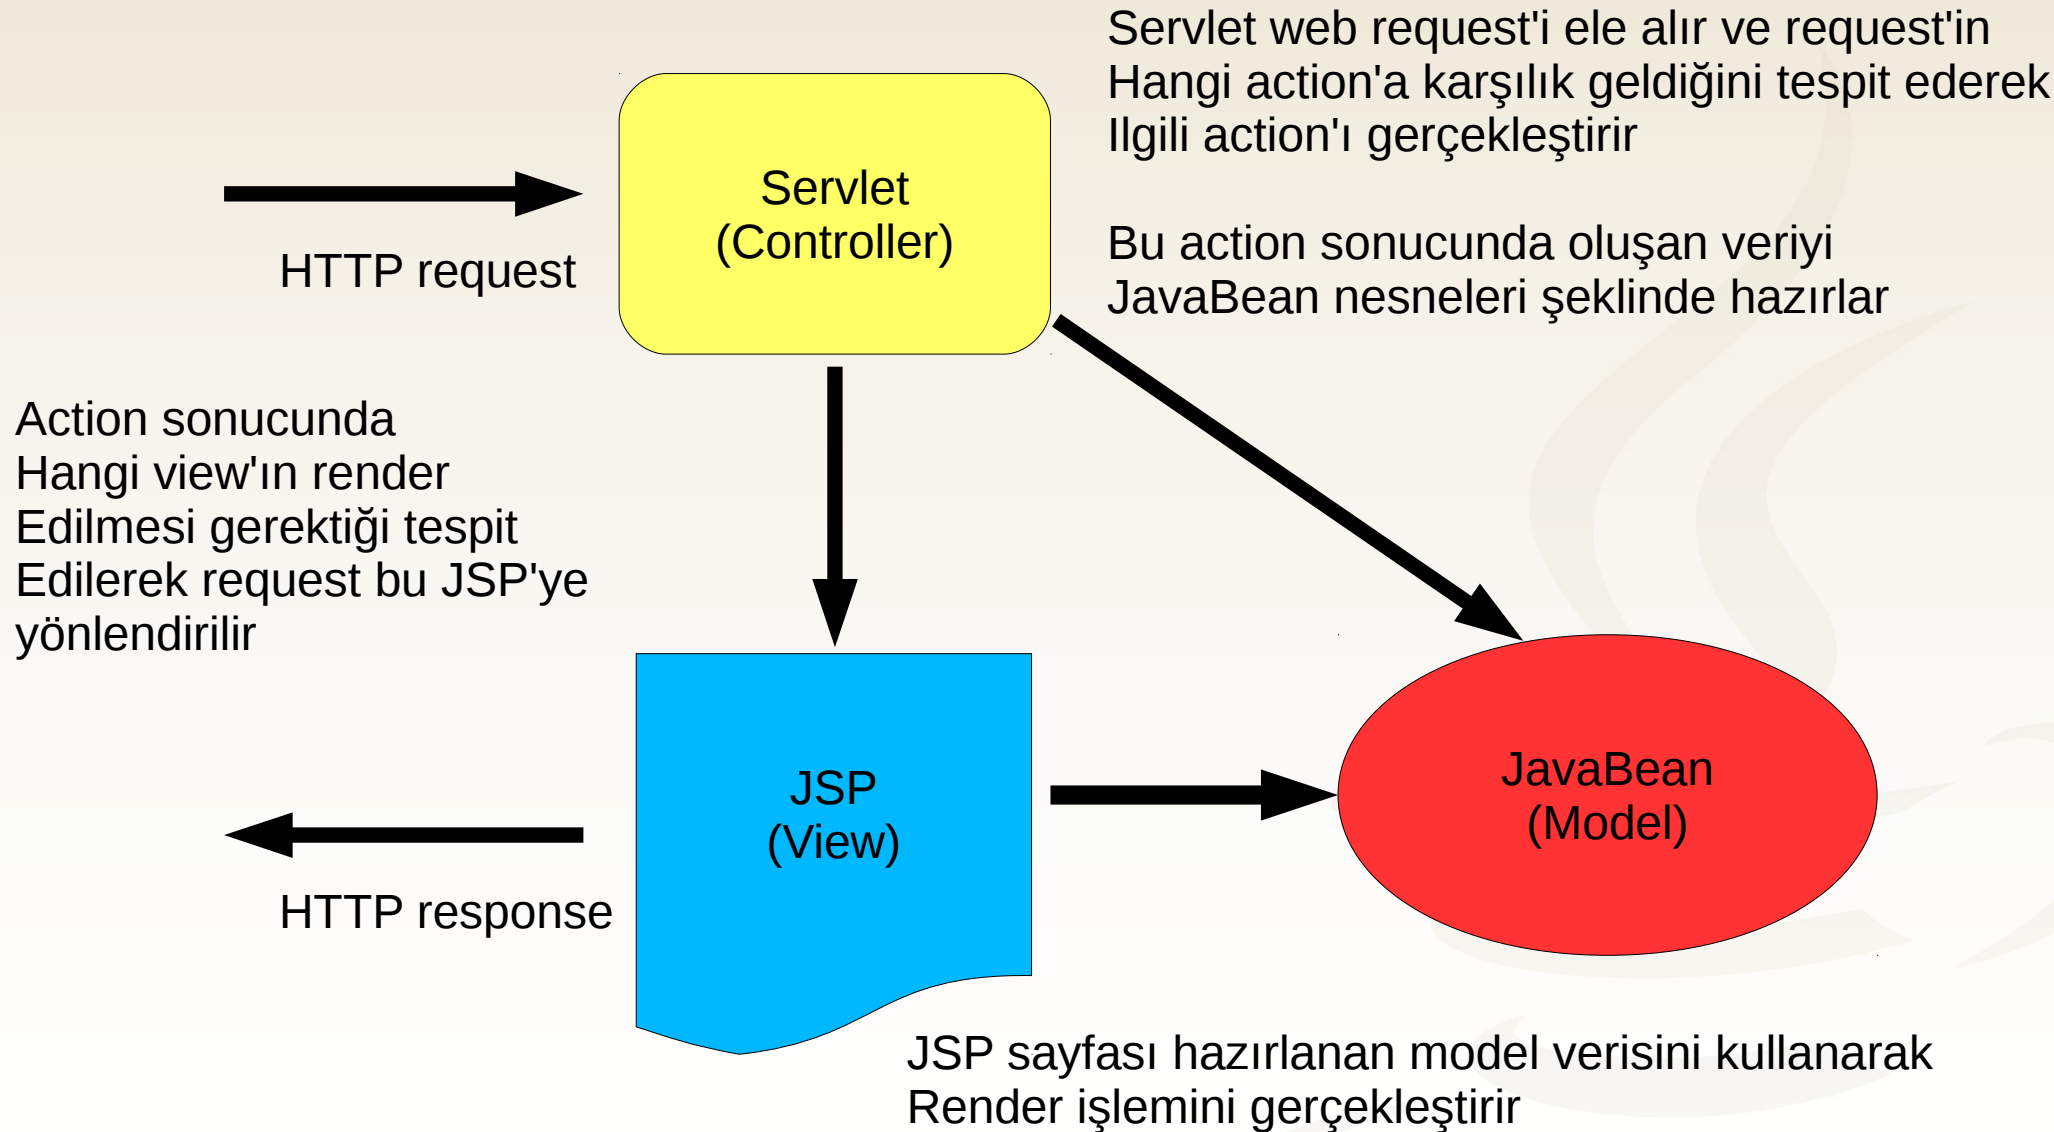 Servlet web request'i ele alır ve request'in
Hangi action'a karşılık geldiğini tespit ederek
Ilgili action'ı gerçekleştirir
Servlet
(Controller)
HTTP request
Bu action sonucunda oluşan veriyi
JavaBean nesneleri şeklinde hazırlar
Action sonucunda
Hangi view'ın render
Edilmesi gerektiği tespit
Edilerek request bu JSP'ye
yönlendirilir
JSP
(View)
JavaBean
(Model)
HTTP response
JSP sayfası hazırlanan model verisini kullanarak
Render işlemini gerçekleştirir